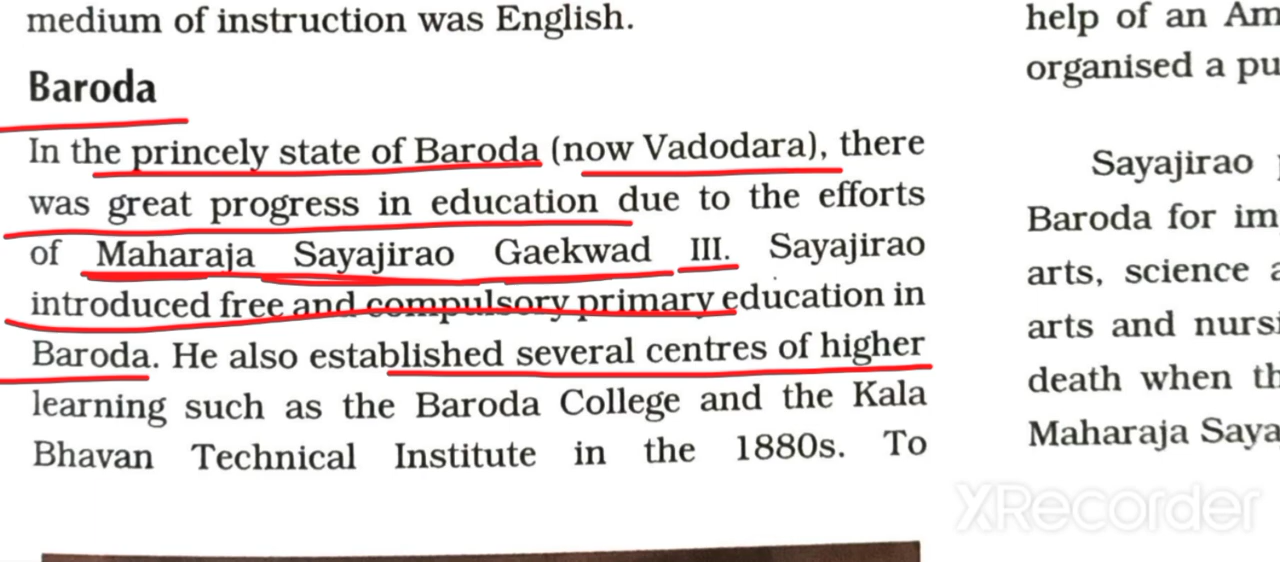 medium of instruction was English.
Baroda
In the princely state of Baroda (now Vadodara), there
was great progress in education due to the efforts
of Maharaja Sayajirao Gaekwad III. Sayajirao
introduced free and compulsory primary education in
Baroda. He also established several centres of higher
learning such as the Baroda College and the Kala
Bhavan Technical Institute in the 1880s. To
help of an Am
organised a pu
Sayajirao
Baroda for im
arts, science a
arts and nursi
death when th
Maharaja Saya
XRecorder